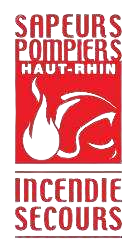 SAPEURS
POMPIERS
HAUT-RHIN
INCENDIE
SECOURS